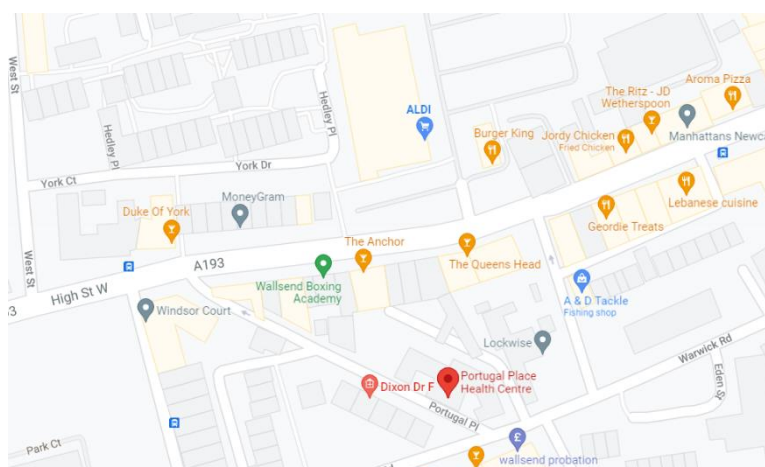 West St
Hedley Pl
Hedley Pl
ALDI
Burger King
The Ritz - JD
Wetherspoon
Aroma Pizza
Jordy Chicken
Fried Chicken
Manhattans Newc
York Dr
York Ct
MoneyGram
Duke Of York
Geordie Treats
Lebanese cuisine
The Anchor
A193
Wallsend Boxing
Academy
The Queens Head
West St
High St W
93
Windsor Court
A & D Tackle
Fishing shop
Lockwise
Warwick Rd
Eden St
Dixon Dr F
Portugal Place
Health Centre
Portugal Pl
Park Ct
£
wallsend probation